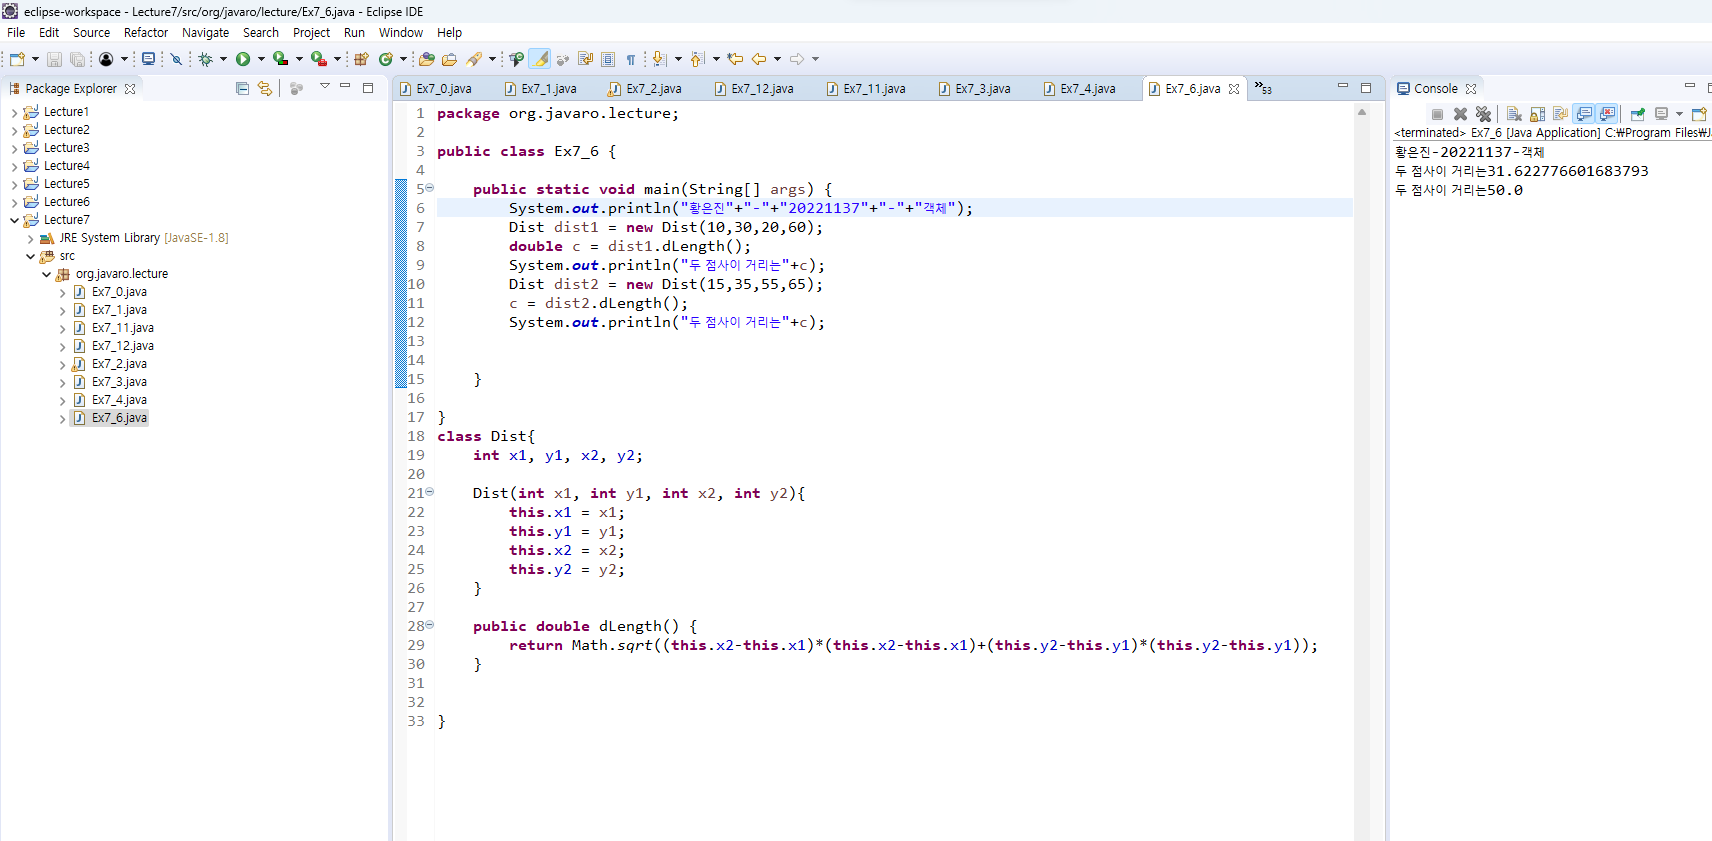 eclipse-workspace - Lecture7/src/org/javaro/lecture/Ex7_6.java - Eclipse IDE
File Edit Source Refactor Navigate Search Project Run Window Help
Package Explorer
Lecture1
Lecture2
Lecture3
Lecture4
Lecture5
Lecture6
Lecture7
JRE System Library [JavaSE-1.8]
src
org.javaro.lecture
Ex7_0.java
Ex7_1.java
Ex7_11.java
Ex7_12.java
Ex7_2.java
Ex7_3.java
Ex7_4.java
Ex7_6.java
Ex7_0.java Ex7_1.java Ex7_2.java Ex7_12.java Ex7_11.java Ex7_3.java Ex7_4.java Ex7_6.java »53
1 package org.javaro.lecture;
2
3 public class Ex7_6 {
4
5 public static void main(String[] args) {
6 System.out.println("황은진"+"-"+"20221137"+"-"+"객체");
7 Dist dist1 = new Dist(10,30,20,60);
8 double c = dist1.dLength();
9 System.out.println("두 점사이 거리는"+c);
10 Dist dist2 = new Dist(15,35,55,65);
11 c = dist2.dLength();
12 System.out.println("두 점사이 거리는"+c);
13
14
15 }
16
17 }
18 class Dist{
19 int x1, y1, x2, y2;
20
21 Dist(int x1, int y1, int x2, int y2){
22 this.x1 = x1;
23 this.y1 = y1;
24 this.x2 = x2;
25 this.y2 = y2;
26 }
27
28 public double dLength() {
29 return Math.sqrt((this.x2-this.x1)*(this.x2-this.x1)+(this.y2-this.y1)*(this.y2-this.y1));
30 }
31
32
33 }
Console
<terminated> Ex7_6 [Java Application] C:₩Program Files₩J
황은진-20221137-객체
두 점사이 거리는31.622776601683793
두 점사이 거리는50.0